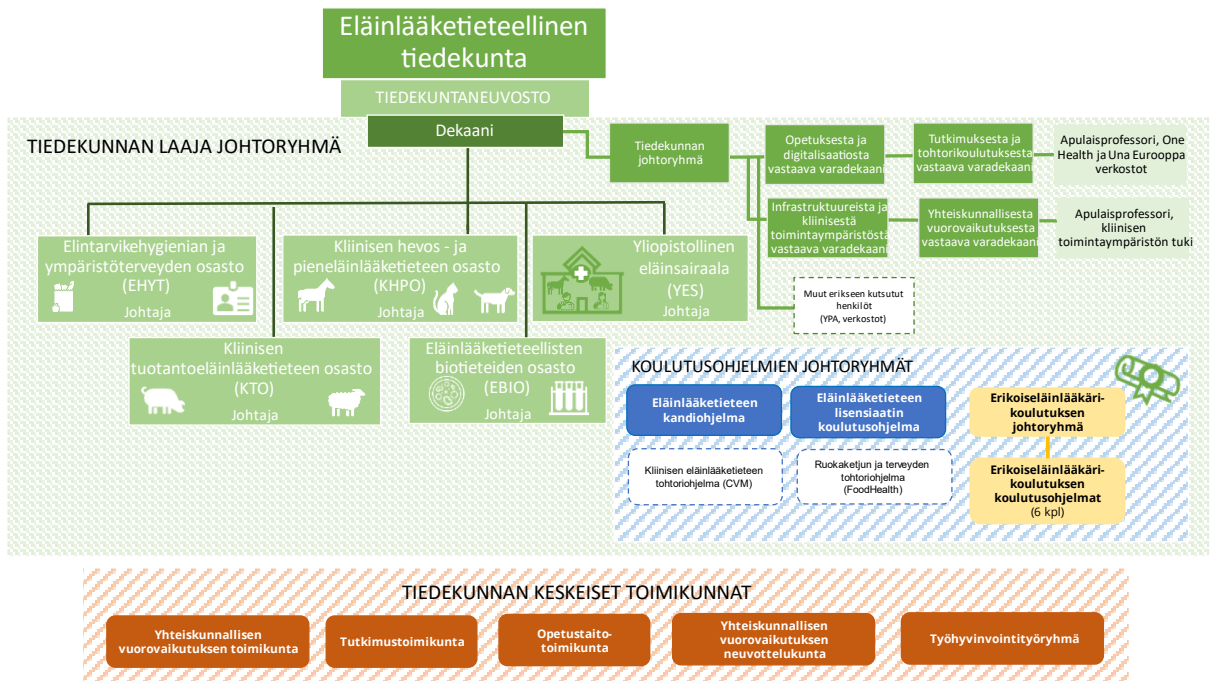 Eläinlääketieteellinen
tiedekunta
TIEDEKUNTANEUVOSTO
Dekaani
TIEDEKUNNAN LAAJA JOHTORYHMÄ
Tiedekunnan
johtoryhmä
Opetuksesta ja
digitalisaatiosta
vastaava varadekaani
Tutkimuksesta ja
tohtorikoulutuksesta
vastaava varadekaani
Apulaisprofessori, One
Health ja Una Eurooppa
verkostot
Infrastruktuureista ja
kliinisestä
toimintaympäristöstä
vastaava varadekaani
Yhteiskunnallisesta
vuorovaikutuksesta
vastaava varadekaani
Apulaisprofessori,
kliinisen
toimintaympäristön tuki
Muut erikseen kutsutut
henkilöt
(YPA, verkostot)
Elintarvikehygienian ja
ympäristöterveyden osasto
(EHYT)
Johtaja
Kliinisen hevos - ja
pieneläinlääketieteen osasto
(KHPO)
Johtaja
Yliopistollinen
eläinsairaala
(YES)
Johtaja
Kliinisen
tuotantoeläinlääketieteen osasto
(KTO)
Johtaja
Eläinlääketieteellisten
biotieteiden osasto
(EBIO)
Johtaja
KOULUTUSOHJELMIEN JOHTORYHMÄT
Eläinlääketieteen
kandiohjelma
Eläinlääketieteen
lisensiaatin
koulutusohjelma
Erikoiseläinlääkäri-
koulutuksen
johtoryhmä
Kliinisen eläinlääketieteen
tohtoriohjelma (CVM)
Ruokaketjun ja terveyden
tohtoriohjelma
(FoodHealth)
Erikoiseläinlääkäri-
koulutuksen
koulutusohjelmat
(6 kpl)
TIEDEKUNNAN KESKEISET TOIMIKUNNAT
Yhteiskunnallisen
vuorovaikutuksen toimikunta
Tutkimustoimikunta
Opetustaito-
toimikunta
Yhteiskunnallisen
vuorovaikutuksen
neuvottelukunta
Työhyvinvointityöryhmä